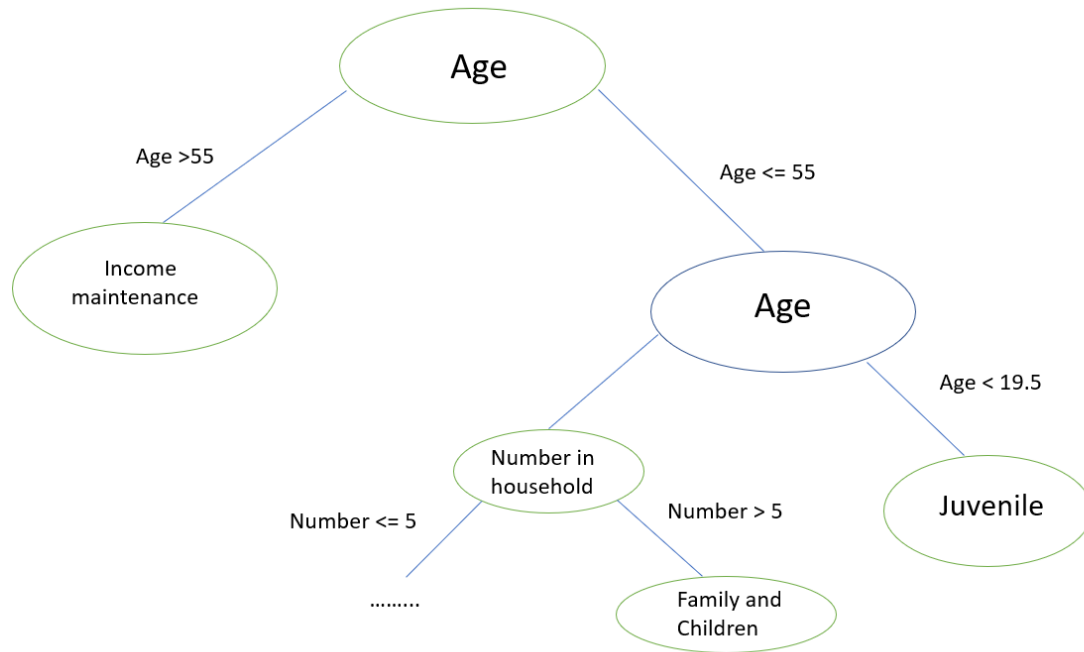 Age
Age >55
Age <= 55
Income
maintenance
Age
Age < 19.5
Number in
household
Juvenile
Number <= 5
Number > 5
……...
Family and
Children